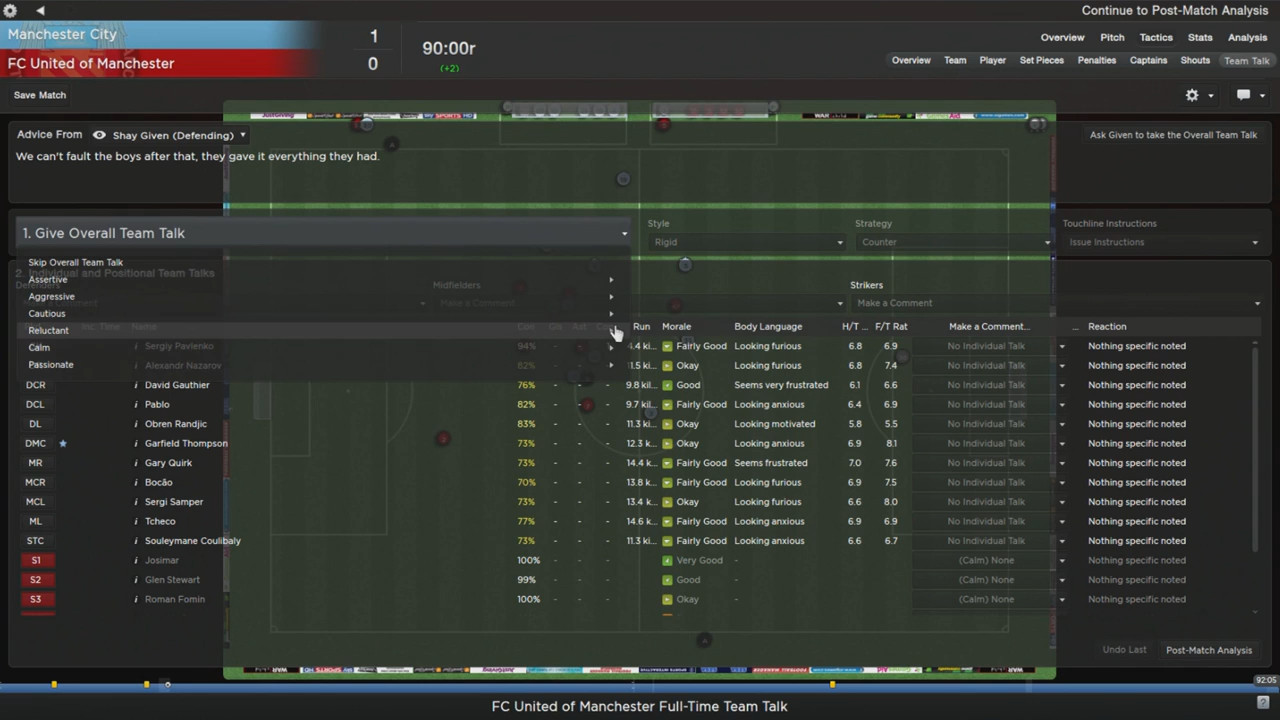 Continue to Post-Match Analysis
Manchester City 1
FC United of Manchester 0
90:00r
(+2)
Overview Pitch Tactics Stats Analysis
Overview Team Player Set Pieces Penalties Captains Shouts Team Talk
Save Match
Advice From Shay Given (Defending)
Ask Given to take the Overall Team Talk
We can't fault the boys after that, they gave it everything they had.
1. Give Overall Team Talk
Style Strategy Touchline Instructions
Rigid Counter Issue Instructions
Skip Overall Team Talk
2. Individual and Positional Team Talks
Assertive
Midfielders Strikers
Aggressive
Make a Comment Make a Comment
Cautious
Reluctant
Calm
Passionate
Inc. Time Name Con Gls Ast Run Morale Body Language H/T ... F/T Rat Make a Comment... ... Reaction
i Sergiy Pavlenko 94% - - - Fairly Good Looking furious 6.8 6.9 No Individual Talk Nothing specific noted
i Alexandr Nazarov 82% - - Okay Looking furious 6.8 7.4 No Individual Talk Nothing specific noted
DCR i David Gauthier 76% - - - 9.8 kil... Good Seems very frustrated 6.1 6.6 No Individual Talk Nothing specific noted
DCL i Pablo 82% - - - 9.7 kil... Fairly Good Looking anxious 6.4 6.9 No Individual Talk Nothing specific noted
DL i Obren Randjic 83% - - - 11.3 ki... Okay Looking motivated 5.8 5.5 No Individual Talk Nothing specific noted
DMC i Garfield Thompson 73% - - - 12.3 ki... Okay Looking anxious 6.9 8.1 No Individual Talk Nothing specific noted
MR i Gary Quirk 73% - - - 14.4 ki... Fairly Good Seems frustrated 7.0 7.6 No Individual Talk Nothing specific noted
MCR i Bocão 70% - - - 13.8 ki... Fairly Good Looking furious 6.9 7.5 No Individual Talk Nothing specific noted
MCL i Sergi Samper 73% - - - 13.4 ki... Okay Looking furious 6.6 8.0 No Individual Talk Nothing specific noted
ML i Tcheco 77% - - - 14.6 ki... Fairly Good Looking anxious 6.9 6.9 No Individual Talk Nothing specific noted
STC i Souleymane Coulibaly 73% - - - 11.3 ki... Fairly Good Looking anxious 6.6 6.7 No Individual Talk Nothing specific noted
S1 i Josimar 100% - - - Very Good - (Calm) None Nothing specific noted
S2 i Glen Stewart 99% - - - Good - (Calm) None Nothing specific noted
S3 i Roman Fomin 100% - - - Okay - (Calm) None Nothing specific noted
Undo Last Post-Match Analysis
92:05
FC United of Manchester Full-Time Team Talk